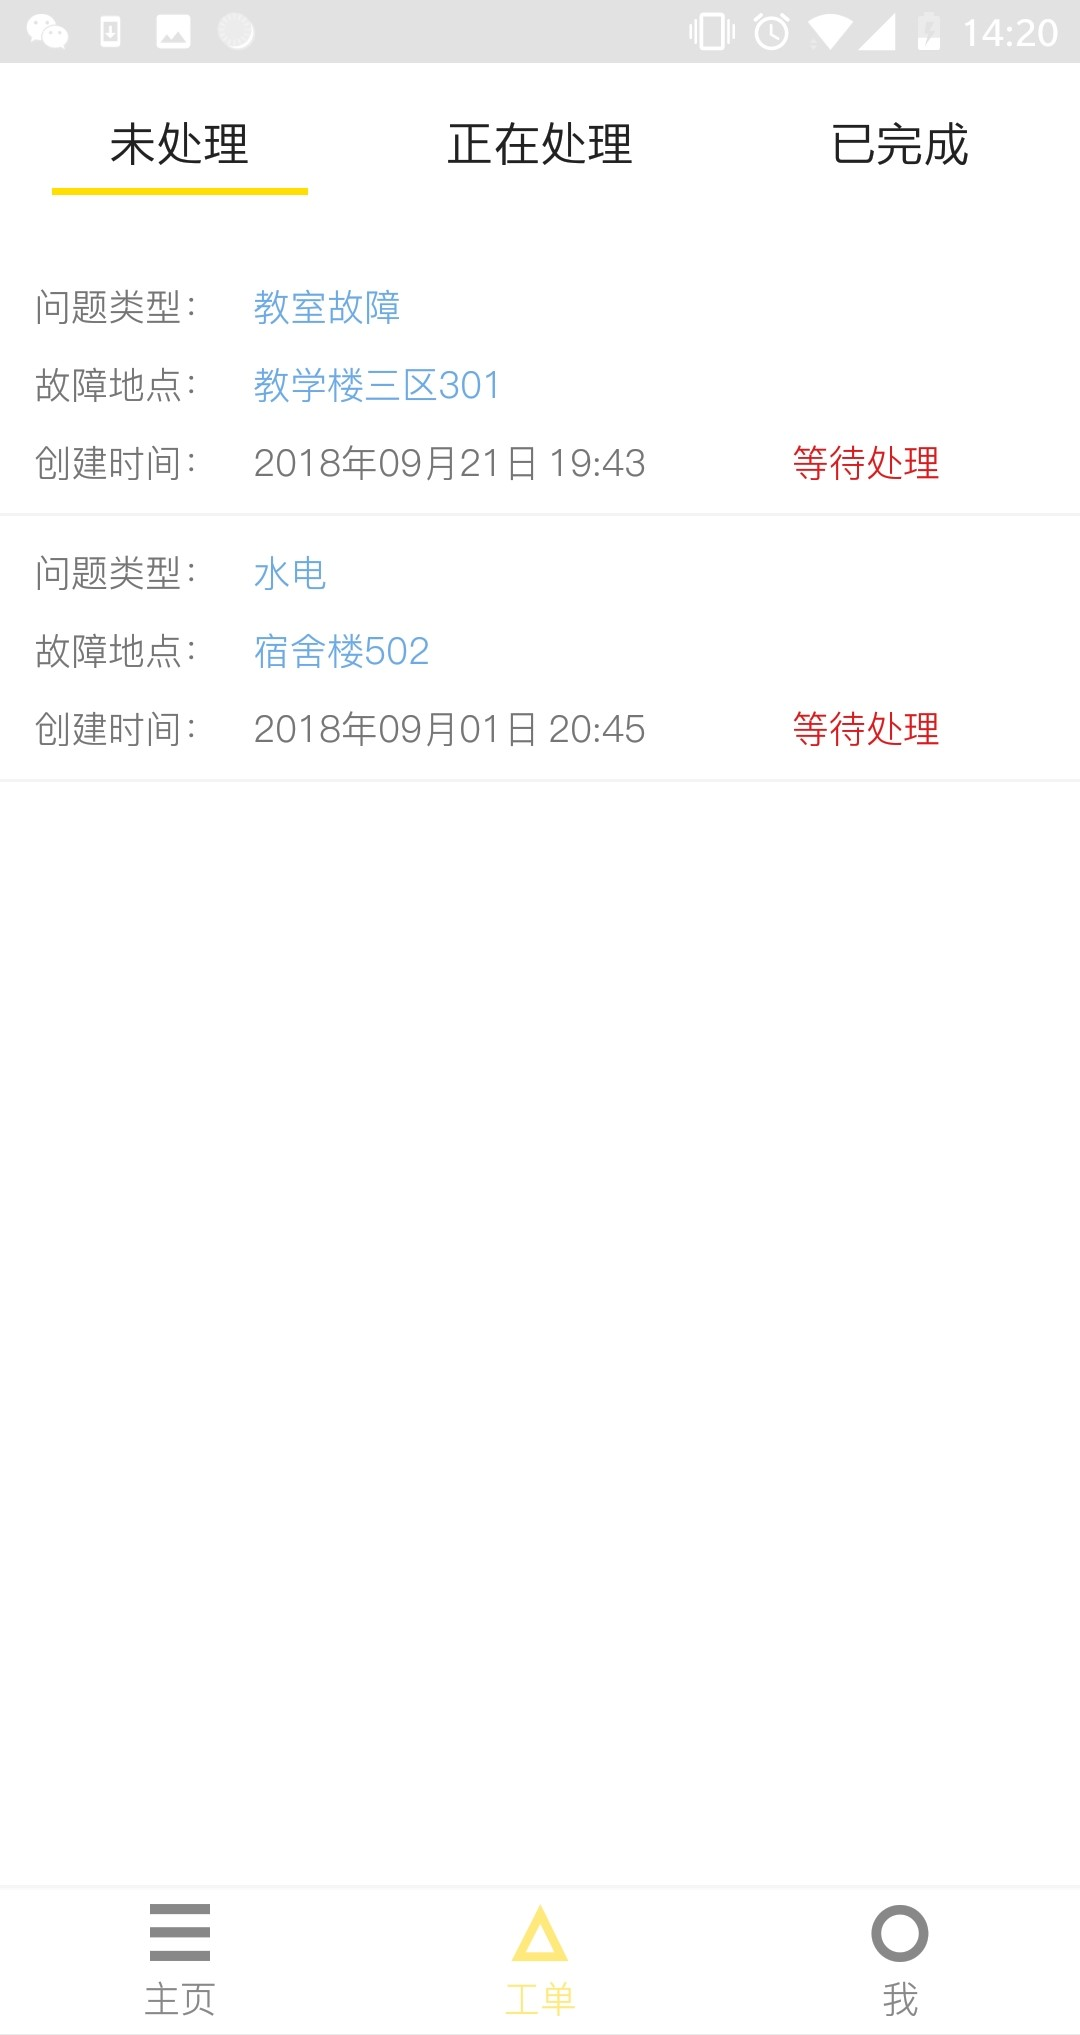 14:20
未处理 正在处理 已完成
问题类型： 教室故障
故障地点： 教学楼三区301
创建时间： 2018年09月21日 19:43 等待处理
问题类型： 水电
故障地点： 宿舍楼502
创建时间： 2018年09月01日 20:45 等待处理
主页 工单 我